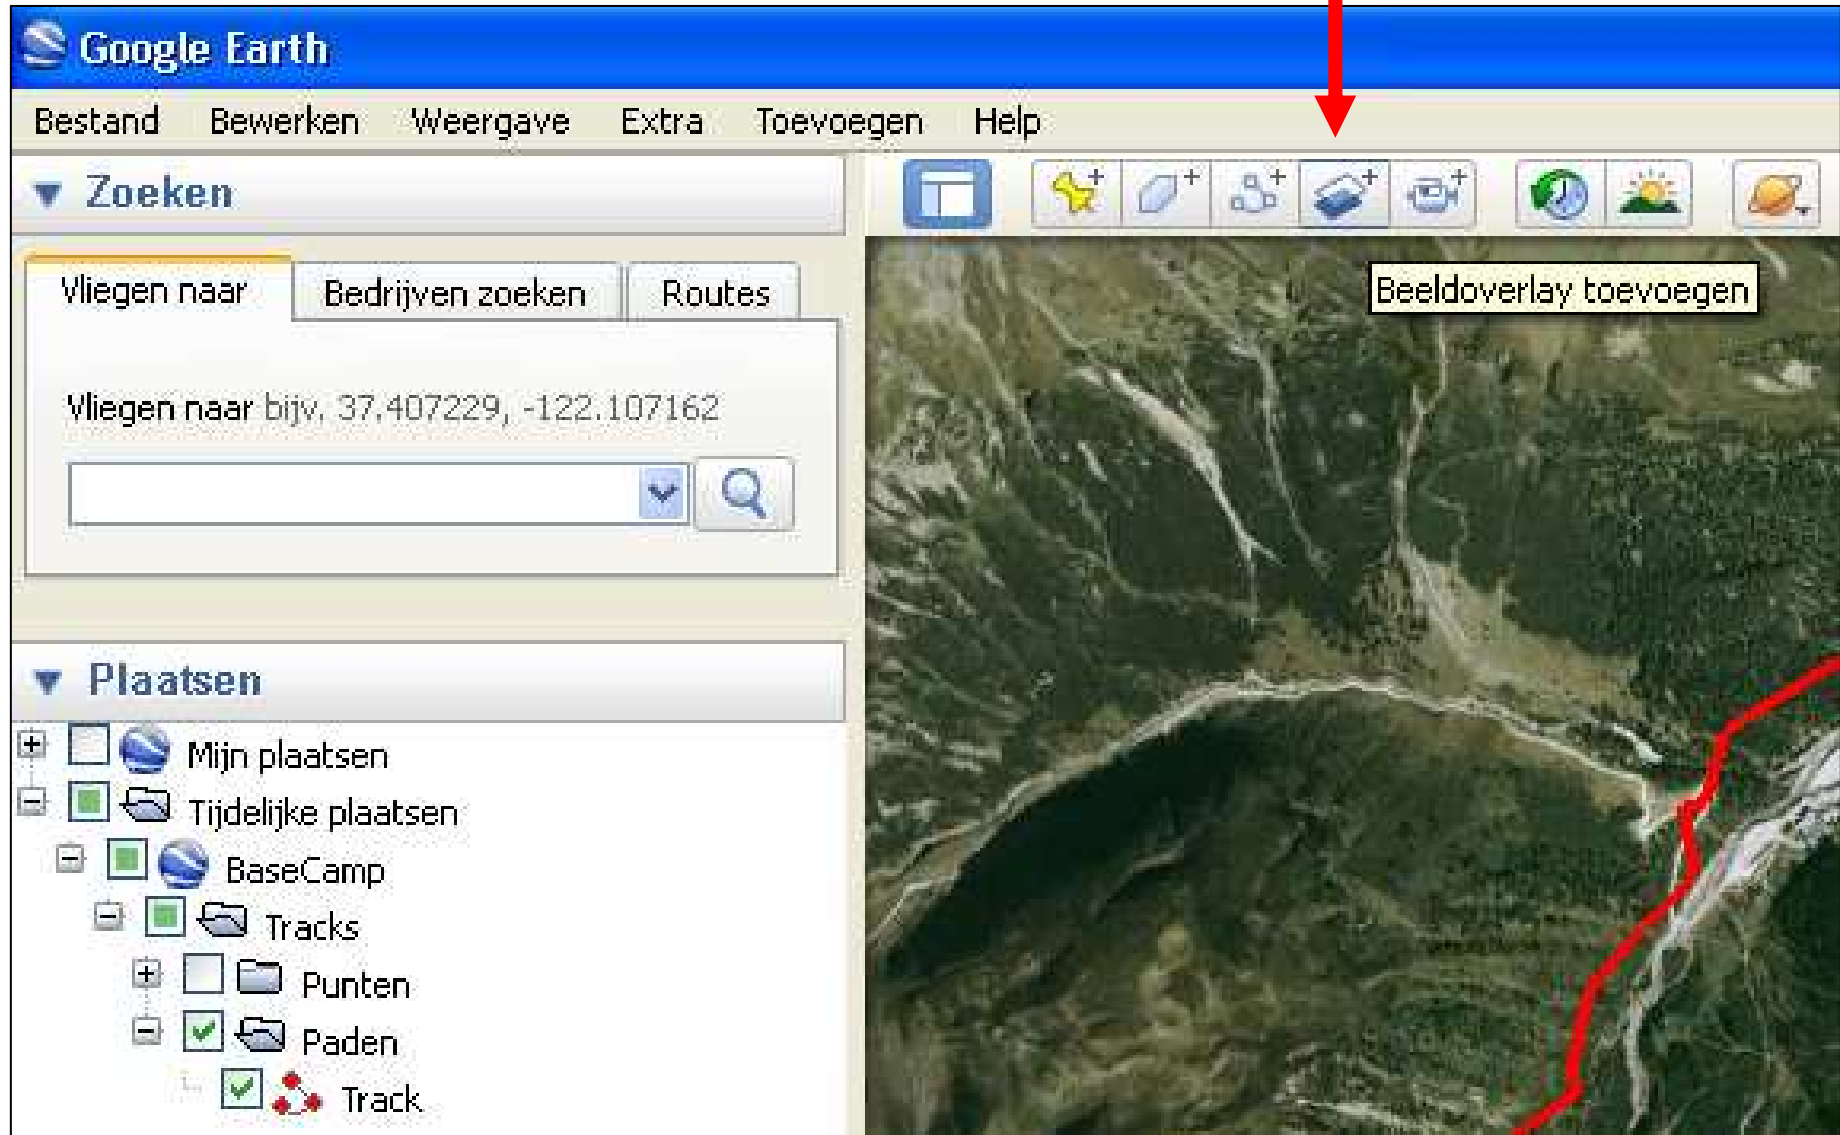 Google Earth
Bestand Bewerken Weergave Extra Toevoegen Help
Zoeken
Vliegen naar Bedrijven zoeken Routes
Beeldoverlay toevoegen
Vliegen naar bijv. 37.407229, -122.107162
Plaatsen
Mijn plaatsen
Tijdelijke plaatsen
BaseCamp
Tracks
Punten
Paden
Track